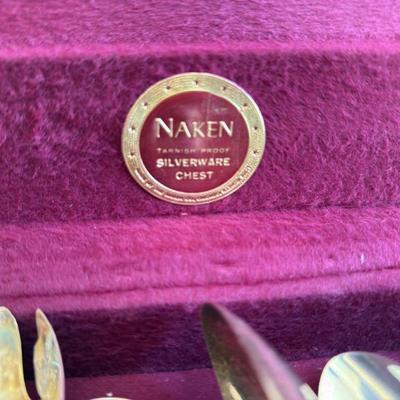 NAKEN
TARNISH PROOF
SILVERWARE
CHEST